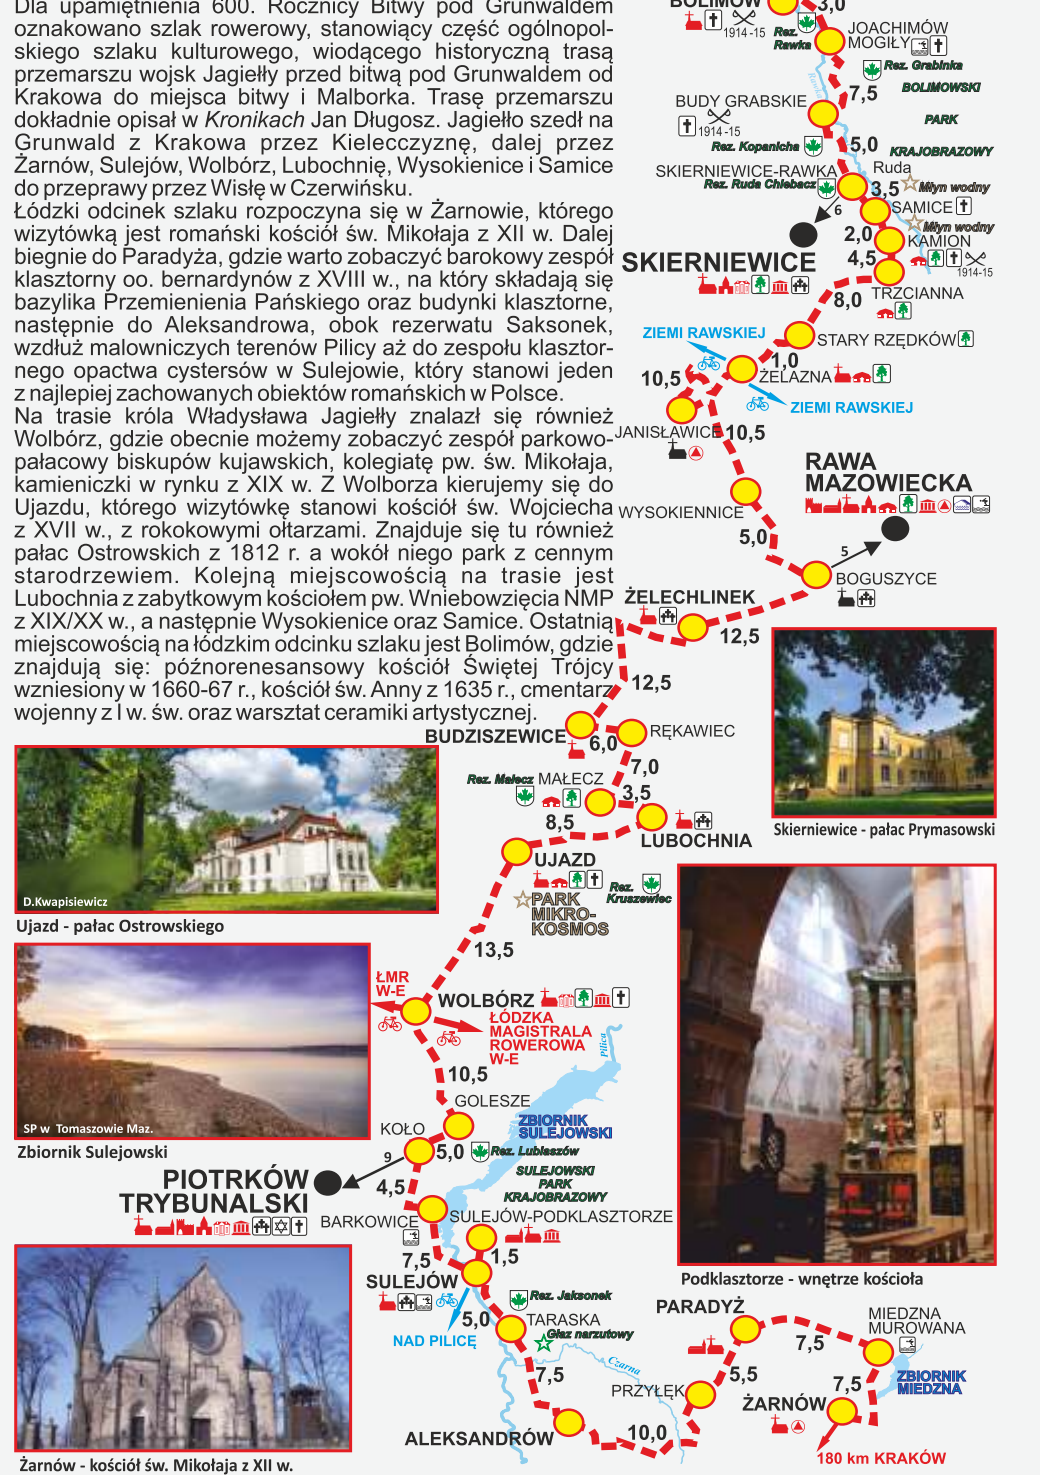 Dla upamiętnienia 600. Rocznicy Bitwy pod Grunwaldem
oznakowano szlak rowerowy, stanowiący część ogólnopol-
skiego szlaku kulturowego, wiodącego historyczną trasą
przemarszu wojsk Jagiełły przed bitwą pod Grunwaldem od
Krakowa do miejsca bitwy i Malborka. Trasę przemarszu
dokładnie opisał w Kronikach Jan Długosz. Jagiełło szedł na
Grunwald z Krakowa przez Kielecczyznę, dalej przez
Żarnów, Sulejów, Wolbórz, Lubochnię, Wysokienice i Samice
do przeprawy przez Wisłę w Czerwińsku.
Łódzki odcinek szlaku rozpoczyna się w Żarnowie, którego
wizytówką jest romański kościół św. Mikołaja z XII w. Dalej
biegnie do Paradyża, gdzie warto zobaczyć barokowy zespół
klasztorny oo. bernardynów z XVIII w., na który składają się
bazylika Przemienienia Pańskiego oraz budynki klasztorne,
następnie do Aleksandrowa, obok rezerwatu Saksonek,
wzdłuż malowniczych terenów Pilicy aż do zespołu klasztor-
nego opactwa cystersów w Sulejowie, który stanowi jeden
z najlepiej zachowanych obiektów romańskich w Polsce.
Na trasie króla Władysława Jagiełły znalazł się również
Wolbórz, gdzie obecnie możemy zobaczyć zespół parkowo-
pałacowy biskupów kujawskich, kolegiatę pw. św. Mikołaja,
kamieniczki w rynku z XIX w. Z Wolborza kierujemy się do
Ujazdu, którego wizytówkę stanowi kościół św. Wojciecha
z XVII w., z rokokowymi ołtarzami. Znajduje się tu również
pałac Ostrowskich z 1812 r. a wokół niego park z cennym
starodrzewiem. Kolejną miejscowością na trasie jest
Lubochnia z zabytkowym kościołem pw. Wniebowzięcia NMP
z XIX/XX w., a następnie Wysokienice oraz Samice. Ostatnią
miejscowością na łódzkim odcinku szlaku jest Bolimów, gdzie
znajdują się: późnorenesansowy kościół Świętej Trójcy
wzniesiony w 1660-67 r., kościół św. Anny z 1635 r., cmentarz
wojenny z I w. św. oraz warsztat ceramiki artystycznej.
BOLIMÓW
3,0
1914-15
Rez.
Rawka
JOACHIMÓW
MOGIŁY
Rez. Grabinka
7,5
BOLIMOWSKI
PARK
KRAJOBRAZOWY
Rawka
BUDY GRABSKIE
1914-15
Rez. Kopanicha
5,0
SKIERNIEWICE-RAWKA
Rez. Ruda Chlebacz
Ruda
3,5
Młyn wodny
6
SAMICE
Młyn wodny
2,0
KAMION
4,5
1914-15
SKIERNIEWICE
TRZCIANNA
8,0
ZIEMI RAWSKIEJ
STARY RZĘDKÓW
1,0
ŻELAZNA
10,5
ZIEMI RAWSKIEJ
JANISŁAWICE
10,5
RAWA
MAZOWIECKA
WYSOKIENNICE
5,0
5
BOGUSZYCE
ŻELECHLINEK
12,5
12,5
BUDZISZEWICE
6,0
RĘKAWIEC
7,0
Rez. Małecz
MAŁECZ
3,5
8,5
LUBOCHNIA
Skierniewice - pałac Prymasowski
UJAZD
Rez.
Kruszewiec
PARK
MIKRO-
KOSMOS
D.Kwapisiewicz
Ujazd - pałac Ostrowskiego
13,5
ŁMR
W-E
WOLBÓRZ
ŁÓDZKA
MAGISTRALA
ROWEROWA
W-E
Pilica
10,5
GOLESZE
ZBIORNIK
SULEJOWSKI
SP w Tomaszowie Maz.
Zbiornik Sulejowski
KOŁO
5,0
Rez. Lubiaszów
9
PIOTRKÓW
TRYBUNALSKI
4,5
SULEJOWSKI
PARK
KRAJOBRAZOWY
BARKOWICE
SULEJÓW-PODKLASZTORZE
7,5
1,5
SULEJÓW
Podklasztorze - wnętrze kościoła
Rez. Jaksonek
5,0
TARASKA
Głaz narzutowy
NAD PILICĘ
Czarna
7,5
PARADYŻ
7,5
MIEDZNA
MUROWANA
5,5
PRZYŁĘK
7,5
ZBIORNIK
MIEDZNA
ŻARNÓW
10,0
ALEKSANDRÓW
180 km KRAKÓW
Żarnów - kościół św. Mikołaja z XII w.